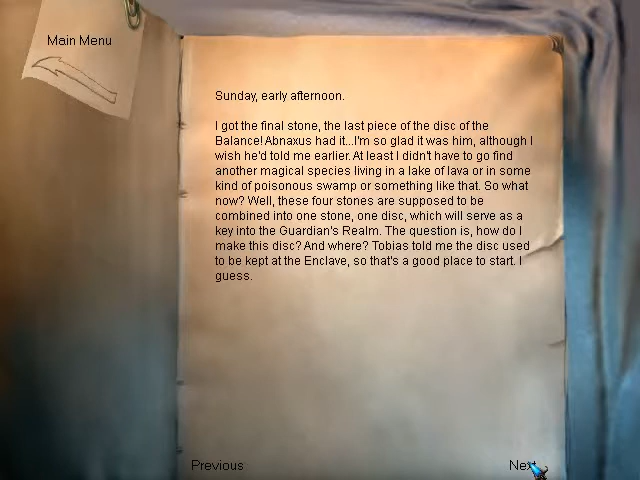 Main Menu
Sunday, early afternoon.
I got the final stone, the last piece of the disc of the
Balance! Abnaxus had it...I'm so glad it was him, although I
wish he'd told me earlier. At least I didn't have to go find
another magical species living in a lake of lava or in some
kind of poisonous swamp or something like that. So what
now? Well, these four stones are supposed to be
combined into one stone, one disc, which will serve as a
key into the Guardian's Realm. The question is, how do I
make this disc? And where? Tobias told me the disc used
to be kept at the Enclave, so that's a good place to start. I
guess.
Previous
Next